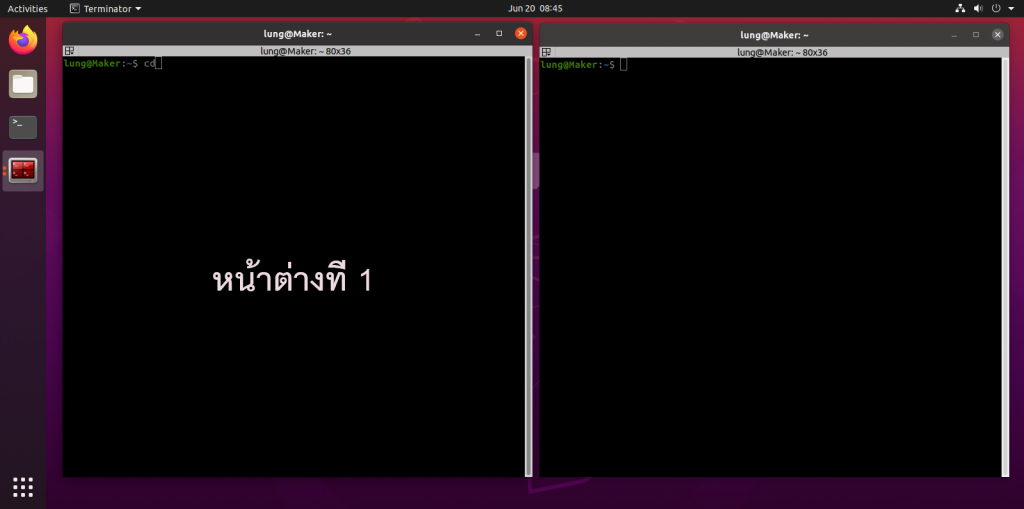 Activities
Terminator
Jun 20 08:45
lung@Maker: ~
lung@Maker: ~ 80x36
lung@Maker:~$ cd
หน้าต่างที่ 1
lung@Maker: ~
lung@Maker: ~ 80x36
lung@Maker:~$